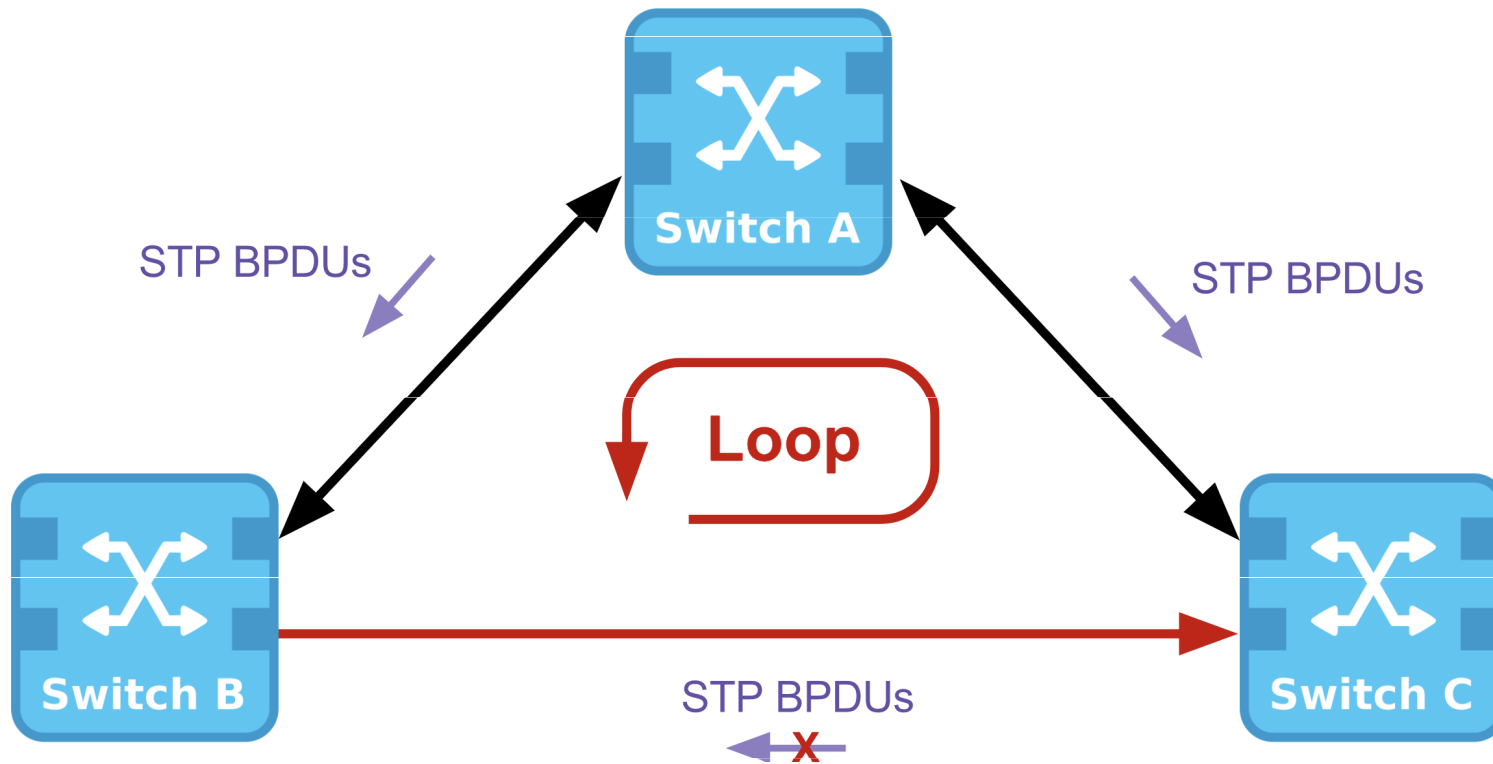 Switch A
STP BPDUs
STP BPDUs
Loop
Switch B
STP BPDUs
X
Switch C